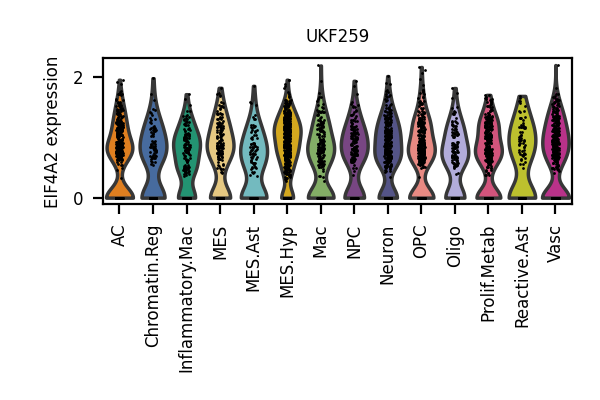 UKF259
EIF4A2 expression
2
0
AC
Chromatin.Reg
Inflammatory.Mac
MES
MES.Ast
MES.Hyp
Mac
NPC
Neuron
OPC
Oligo
Prolif.Metab
Reactive.Ast
Vasc